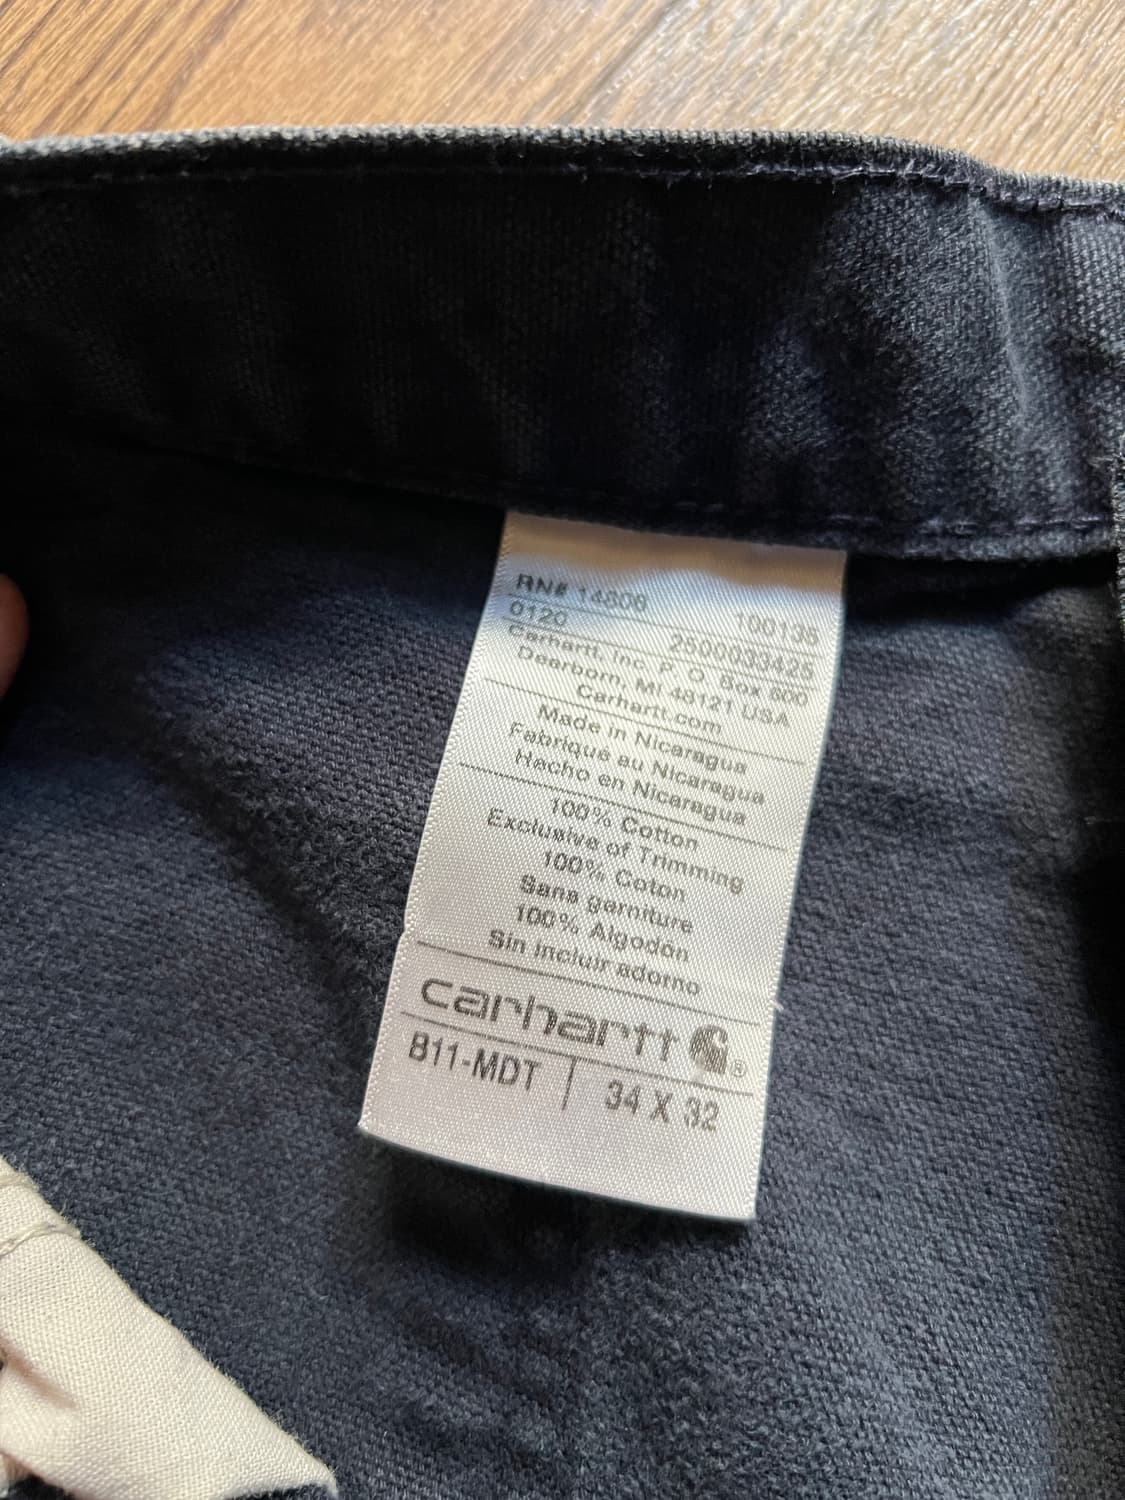 RN# 14806 100135
0120 2500033425
Carhartt, Inc. P. O. Box 600
Dearborn, MI 48121 USA
Carhartt.com
Made in Nicaragua
Fabriqué au Nicaragua
Hecho en Nicaragua
100% Cotton
Exclusive of Trimming
100% Coton
Sans garniture
100% Algodón
Sin incluir adorno
carhartt ®
B11-MDT | 34 X 32